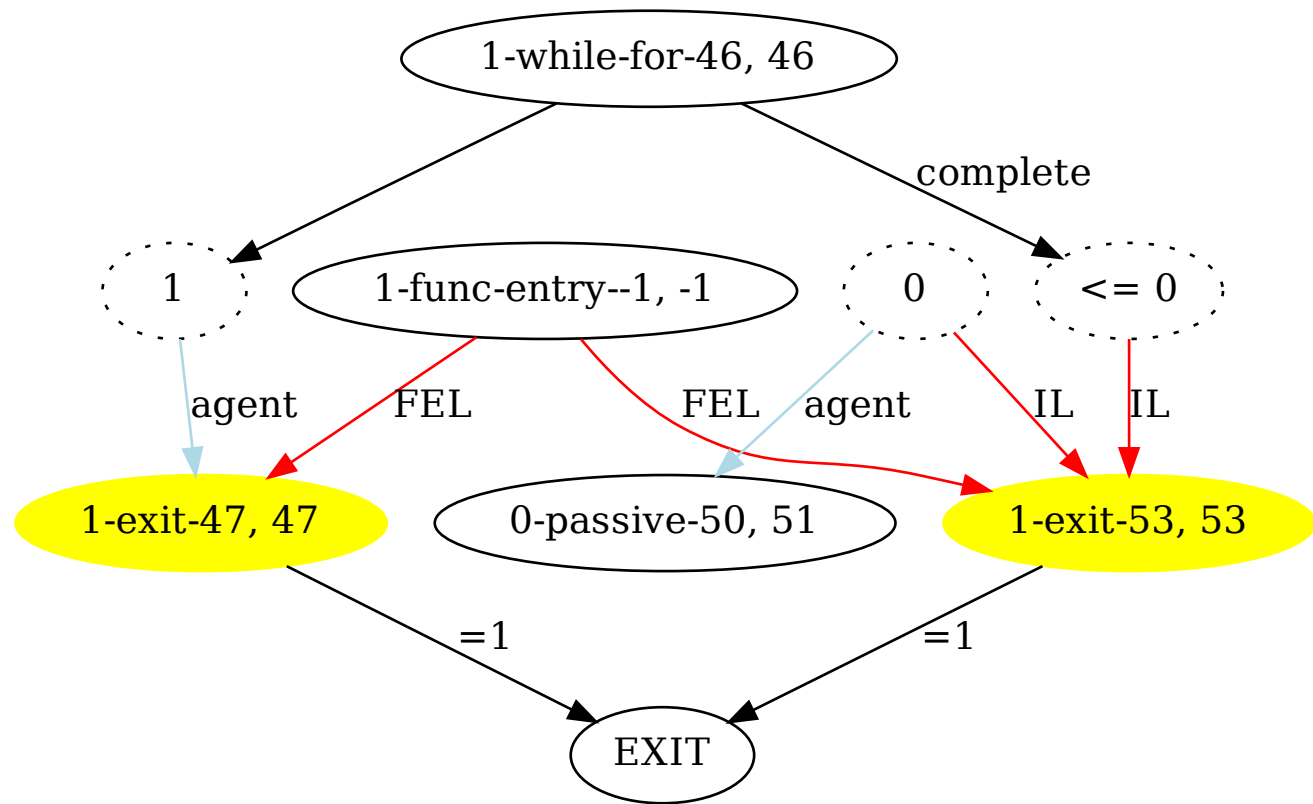 1-while-for-46, 46
complete
1
1-func-entry--1, -1
0
<= 0
agent
FEL
FEL
agent
IL
IL
1-exit-47, 47
0-passive-50, 51
1-exit-53, 53
=1
=1
EXIT